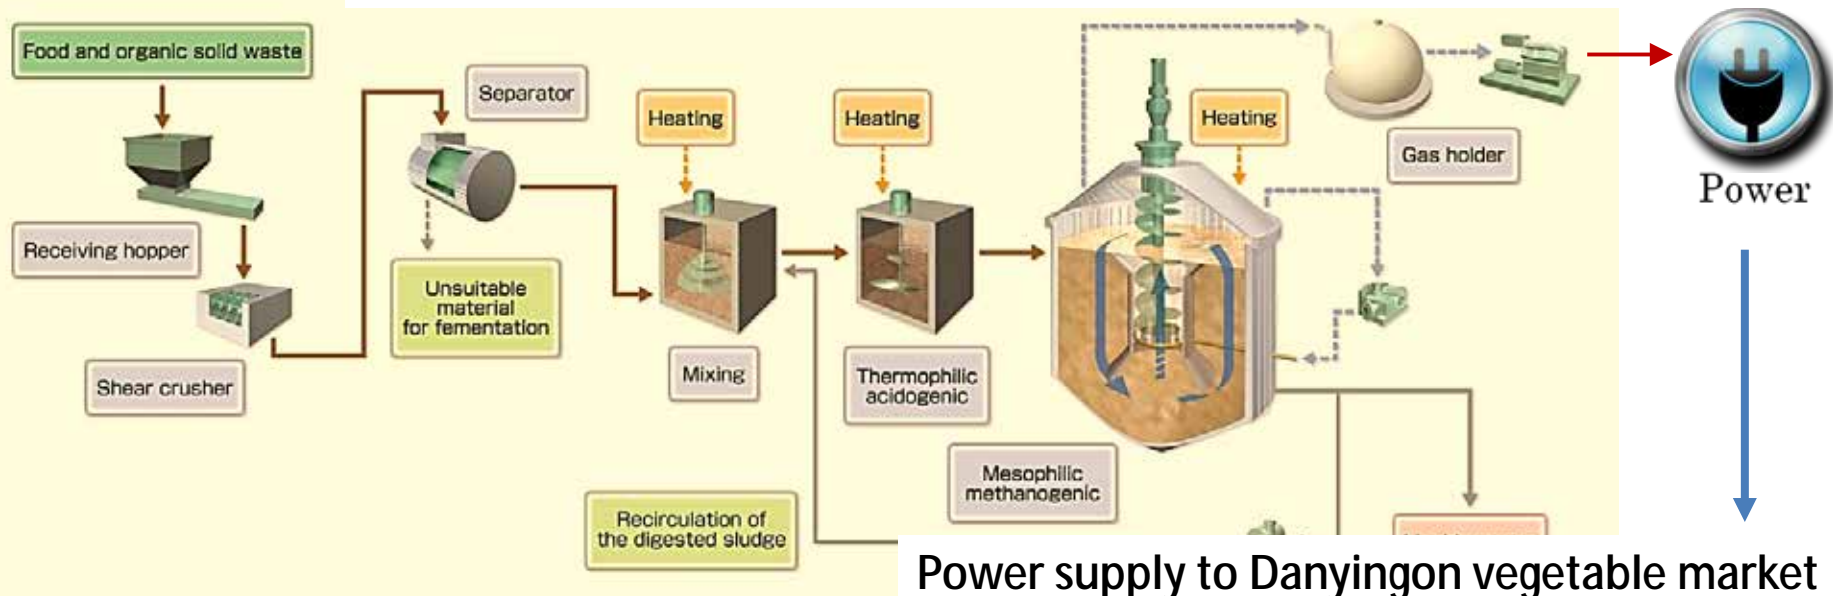 Food and organic solid waste
Separator
Heating
Heating
Heating
Gas holder
Power
Receiving hopper
Unsuitable
material
for fementation
Shear crusher
Mixing
Thermophilic
acidogenic
Mesophilic
methanogenic
Recirculation of
the digested sludge
Power supply to Danyingon vegetable market